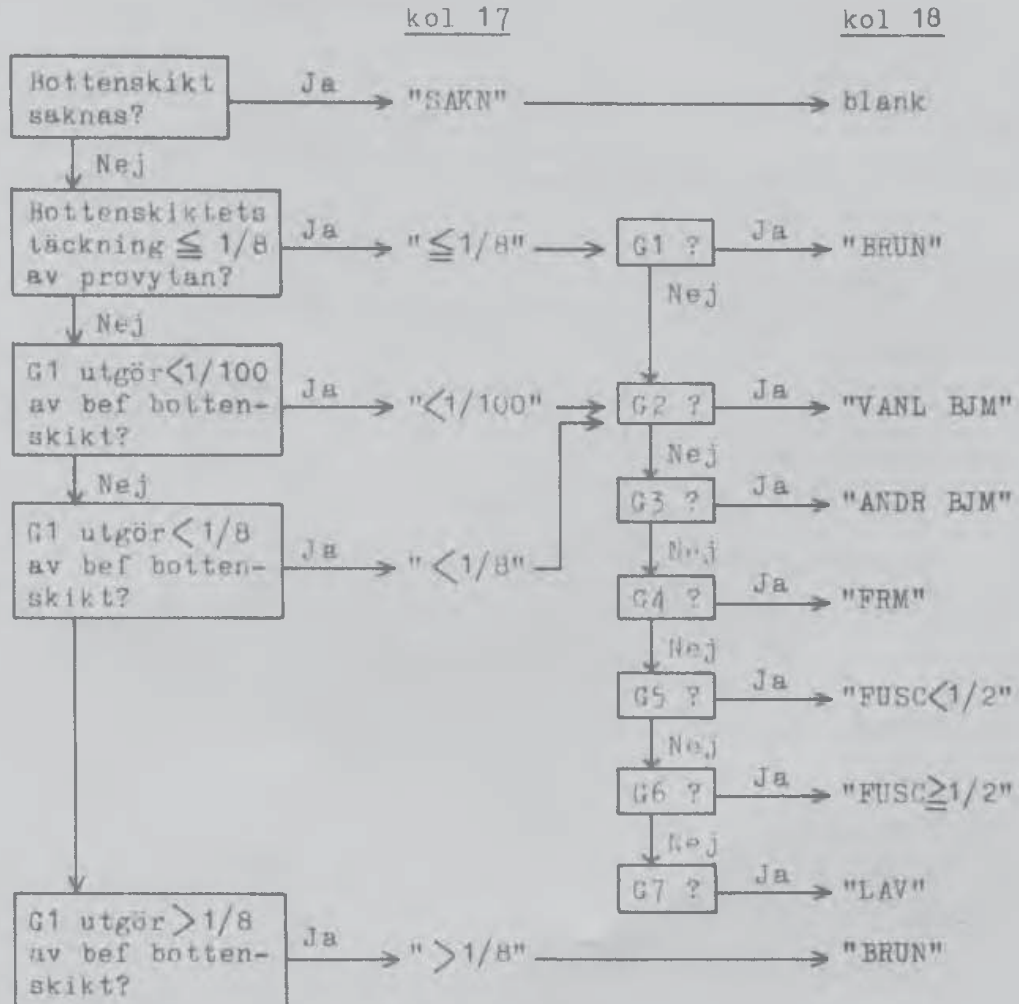 kol 17 kol 18
Bottenskikt
saknas?
Ja
"SAKN"
blank
Nej
Bottenskiktets
täckning ≦ 1/8
av provytan?
Ja
"≦1/8"
G1 ?
Ja
"BRUN"
Nej
Nej
G1 utgör<1/100
av bef botten-
skikt?
Ja
"<1/100"
G2 ?
Ja
"VANL BJM"
Nej
Nej
G1 utgör<1/8
av bef botten-
skikt?
Ja
"<1/8"
G3 ?
Ja
"ANDR BJM"
Nej
G4 ?
Ja
"FRM"
Nej
G5 ?
Ja
"FUSC<1/2"
Nej
G6 ?
Ja
"FUSC≧1/2"
Nej
G7 ?
Ja
"LAV"
G1 utgör>1/8
av bef botten-
skikt?
Ja
">1/8"
"BRUN"